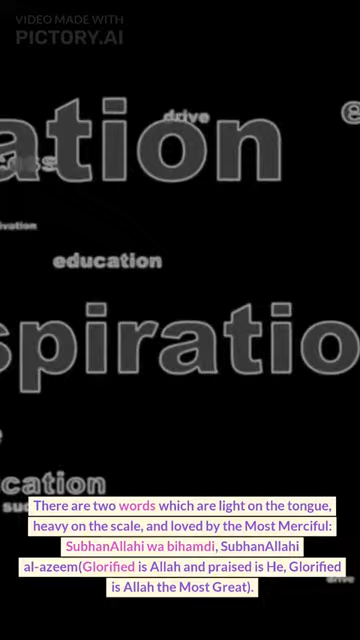 VIDEO MADE WITH
PICTORY.AI
drive
ation
ivation
education
spiratio
cation
There are two words which are light on the tongue,
heavy on the scale, and loved by the Most Merciful:
SubhanAllahi wa bihamdi, SubhanAllahi
al-azeem(Glorified is Allah and praised is He, Glorified
is Allah the Most Great).